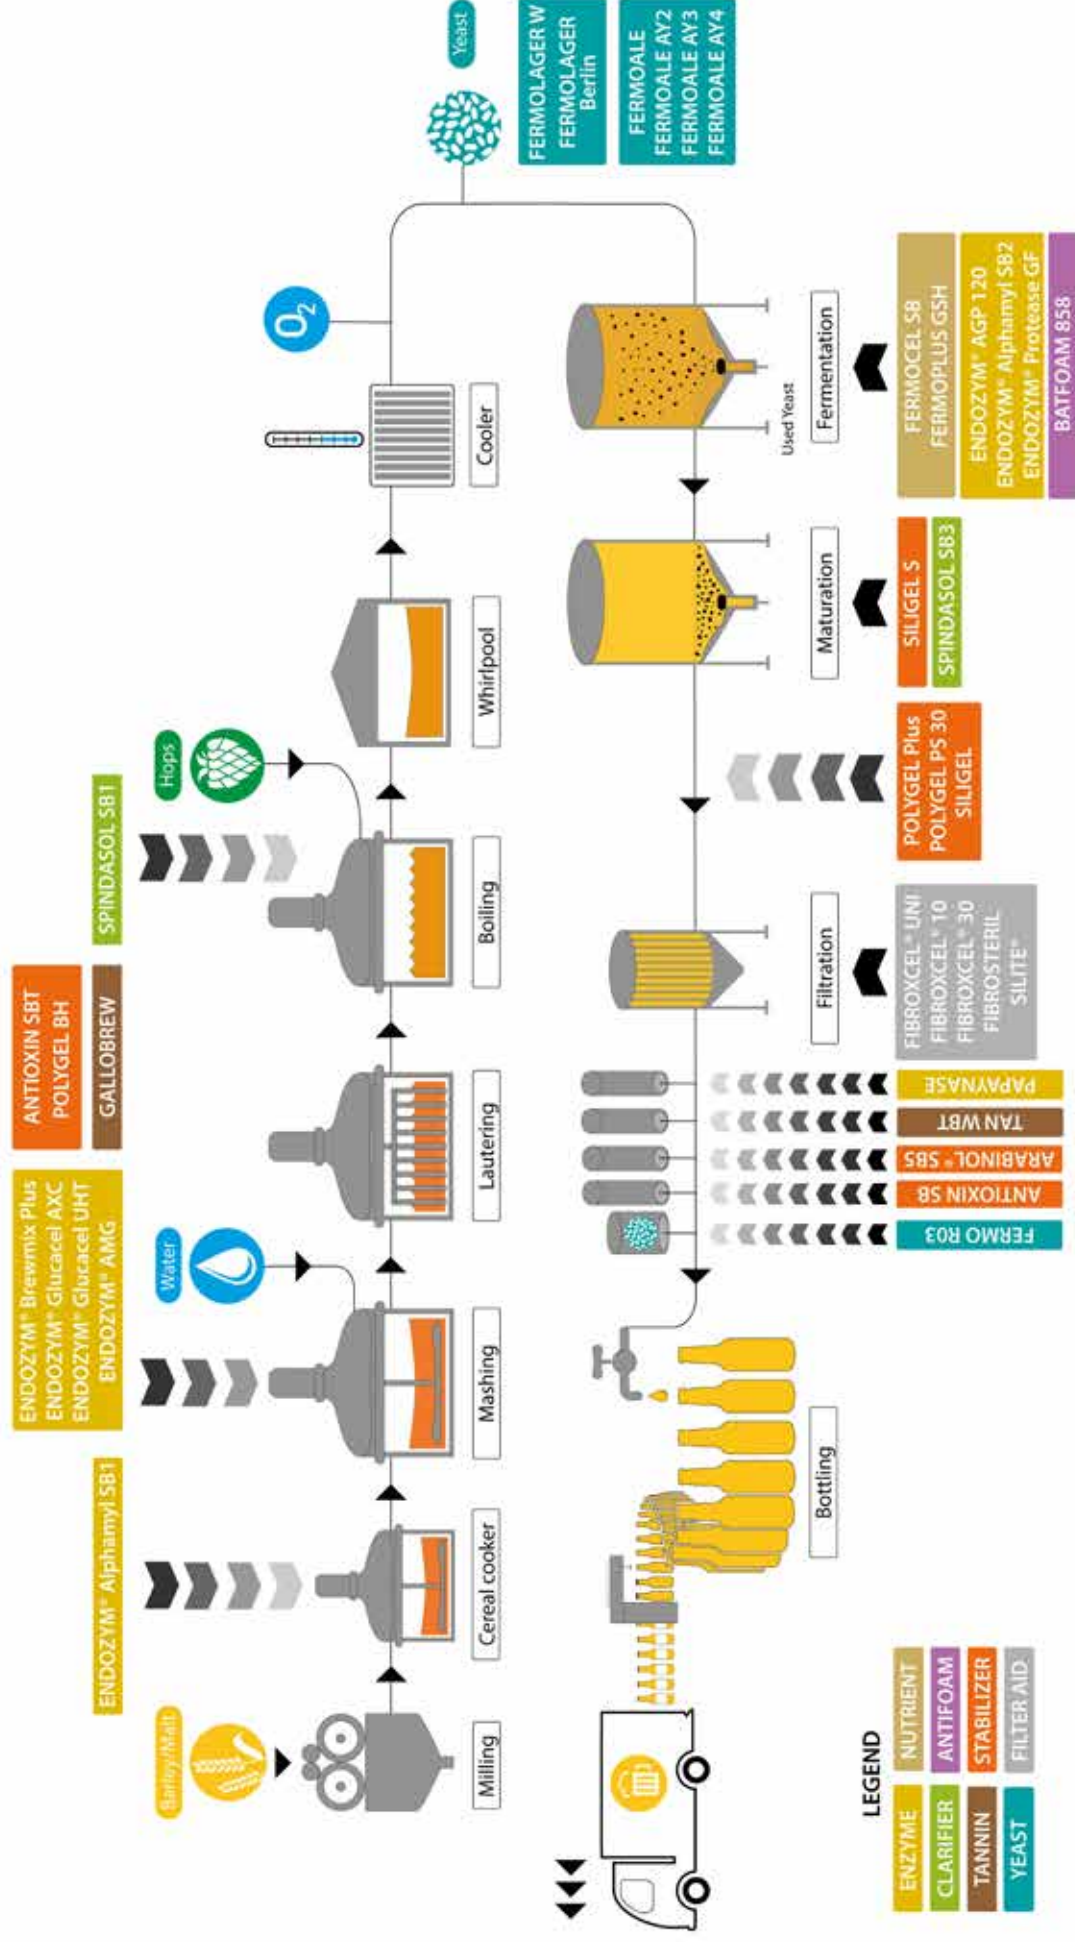 ENDOZYM® Brewmix Plus
ENDOZYM® Glucacel AXC
ENDOZYM® Glucacel UHT
ENDOZYM® AMG
ANTIOXIN SBT
POLYGEL BH
ENDOZYM® Alphamyl SB1
GALLOBREW
SPINDASOL SB1
Barley/Malt
Water
Hops
O2
Yeast
Milling
Cereal cooker
Mashing
Lautering
Boiling
Whirlpool
Cooler
FERMOLAGER W
FERMOLAGER
Berlin
FERMOALE
FERMOALE AY2
FERMOALE AY3
FERMOALE AY4
Used Yeast
Bottling
Filtration
Maturation
Fermentation
FERMO R03
ANTIOXIN SB
ARABINOL® SB5
TAN WBT
PAPAYNASE
FIBROXCEL® UNI
FIBROXCEL® 10
FIBROXCEL® 30
FIBROSTERIL
SILITE®
POLYGEL Plus
POLYGEL PS 30
SILIGEL
SILIGEL S
SPINDASOL SB3
FERMOCEL SB
FERMOPLUS GSH
ENDOZYM® AGP 120
ENDOZYM® Alphamyl SB2
ENDOZYM® Protease GF
BATFOAM 858
LEGEND
ENZYME
NUTRIENT
CLARIFIER
ANTIFOAM
TANNIN
STABILIZER
YEAST
FILTER AID